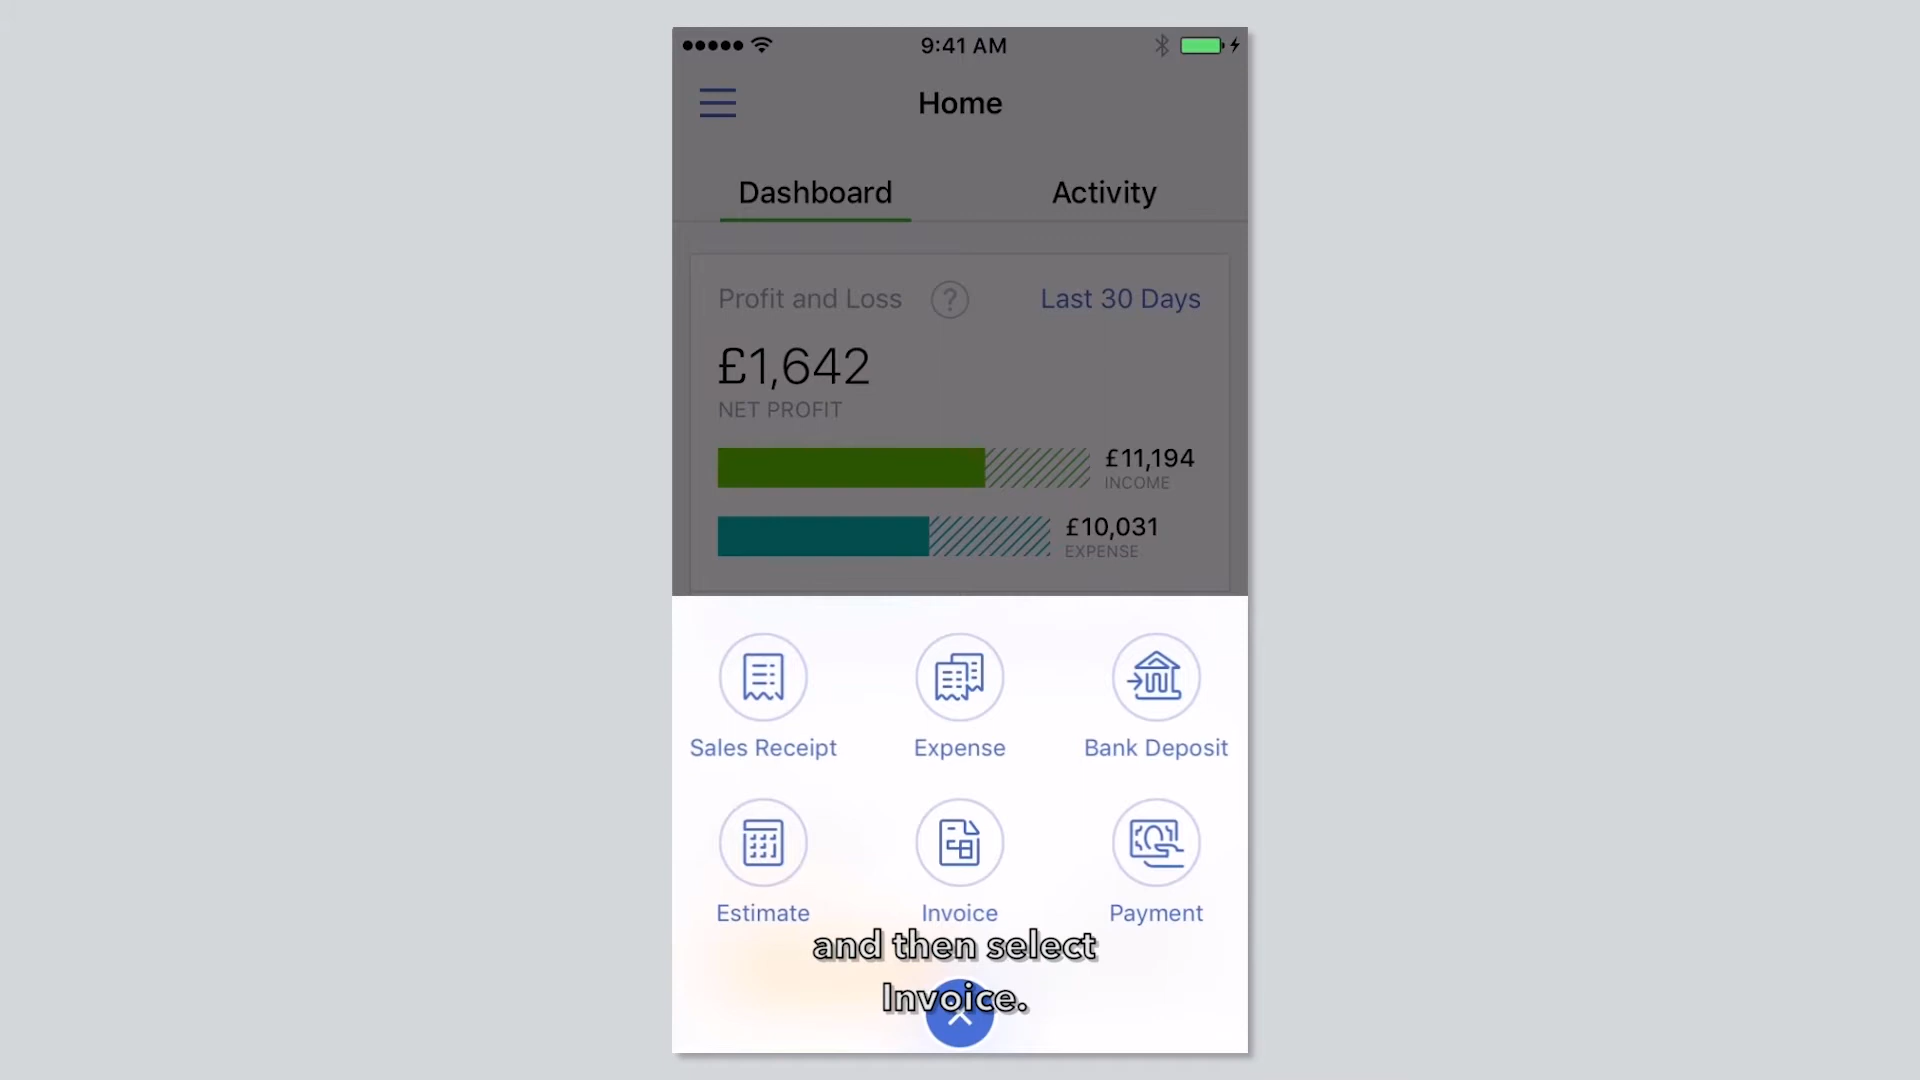 9:41 AM
Home
Dashboard Activity
Profit and Loss ? Last 30 Days
£1,642
NET PROFIT
£11,194
INCOME
£10,031
EXPENSE
Sales Receipt Expense Bank Deposit
Estimate Invoice Payment
and then select
Invoice.